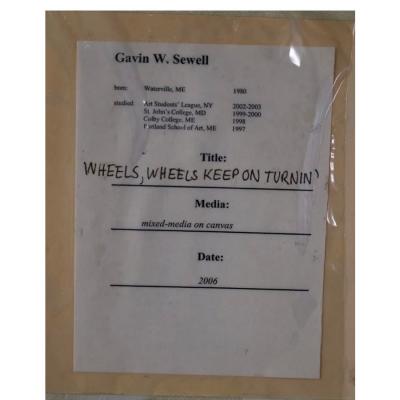 Gavin W. Sewell
born: Waterville, ME 1980
studied: Art Students' League, NY 2002-2003
St. John's College, MD 1999-2000
Colby College, ME 1998
Portland School of Art, ME 1997
Title:
WHEELS, WHEELS KEEP ON TURNIN'
Media:
mixed-media on canvas
Date:
2006